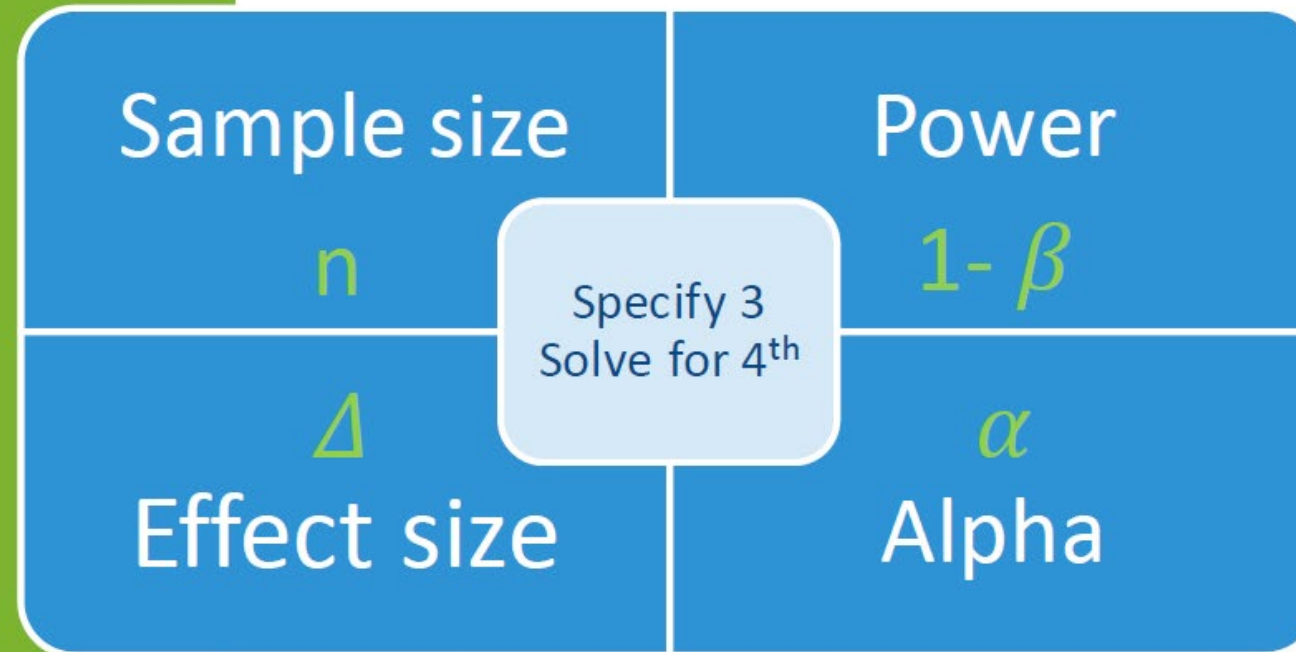 Sample size
n
Power
1- β
Specify 3
Solve for 4th
Δ
Effect size
α
Alpha